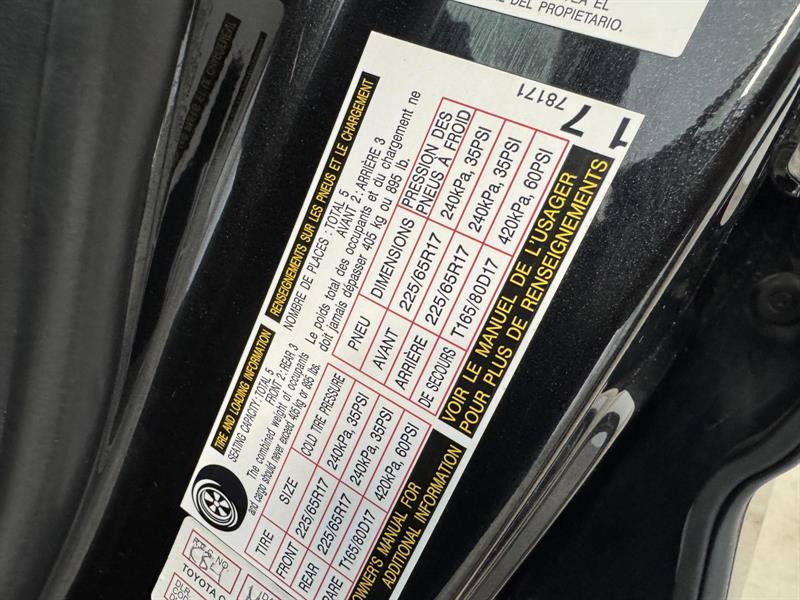 DEL PROPIETARIO.
TIRE AND LOADING INFORMATION
SEATING CAPACITY: TOTAL 5
FRONT 2: REAR 3
The combined weight of occupants
and cargo should never exceed 405 kg or 895 lbs.
TIRE SIZE COLD TIRE PRESSURE
FRONT 225/65R17 240kPa, 35PSI
REAR 225/65R17 240kPa, 35PSI
PARE T165/80D17 420kPa, 60PSI
OWNER'S MANUAL FOR
ADDITIONAL INFORMATION
RENSEIGNEMENTS SUR LES PNEUS ET LE CHARGEMENT
NOMBRE DE PLACES : TOTAL 5
AVANT 2 : ARRIÈRE 3
Le poids total des occupants et du chargement ne
doit jamais dépasser 405 kg ou 895 lb.
PNEU DIMENSIONS PRESSION DES
PNEUS À FROID
AVANT 225/65R17 240kPa, 35PSI
ARRIÈRE 225/65R17 240kPa, 35PSI
DE SECOURS T165/80D17 420kPa, 60PSI
VOIR LE MANUEL DE L'USAGER
POUR PLUS DE RENSEIGNEMENTS
78171
17
TOYOTA C
DLR